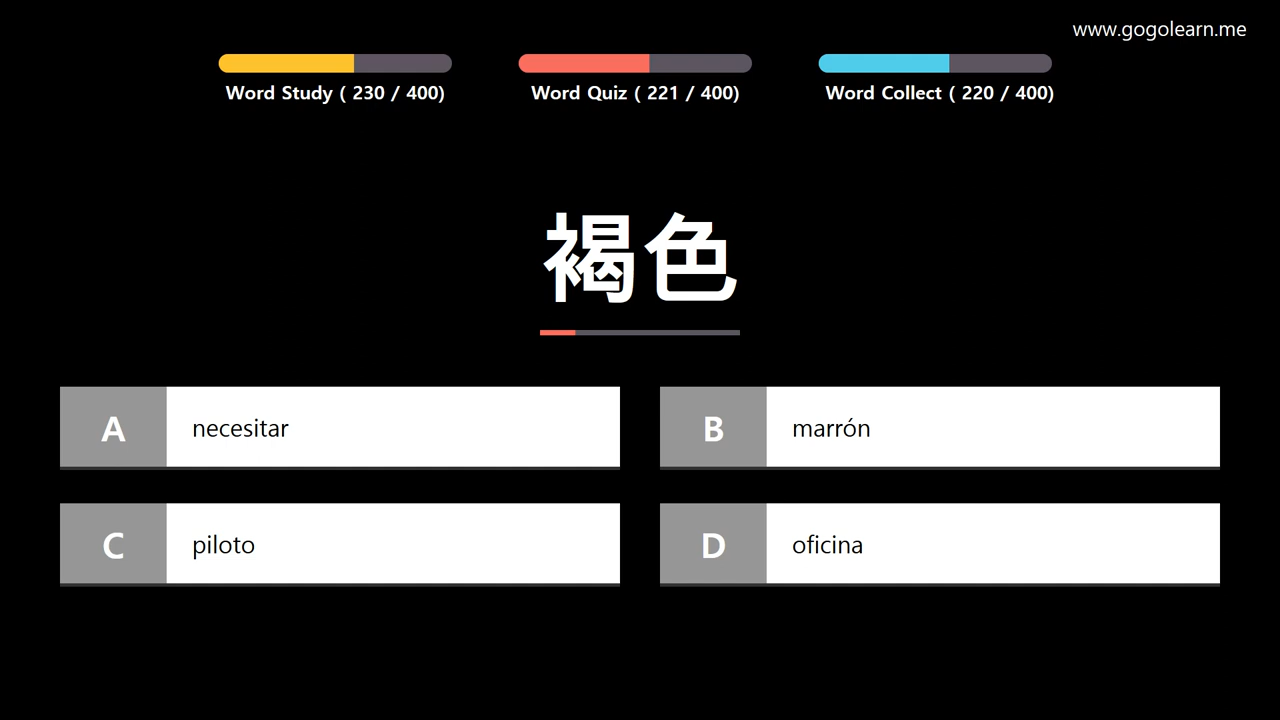 www.gogolearn.me
Word Study ( 230 / 400)
Word Quiz ( 221 / 400)
Word Collect ( 220 / 400)
褐色
A
necesitar
B
marrón
C
piloto
D
oficina